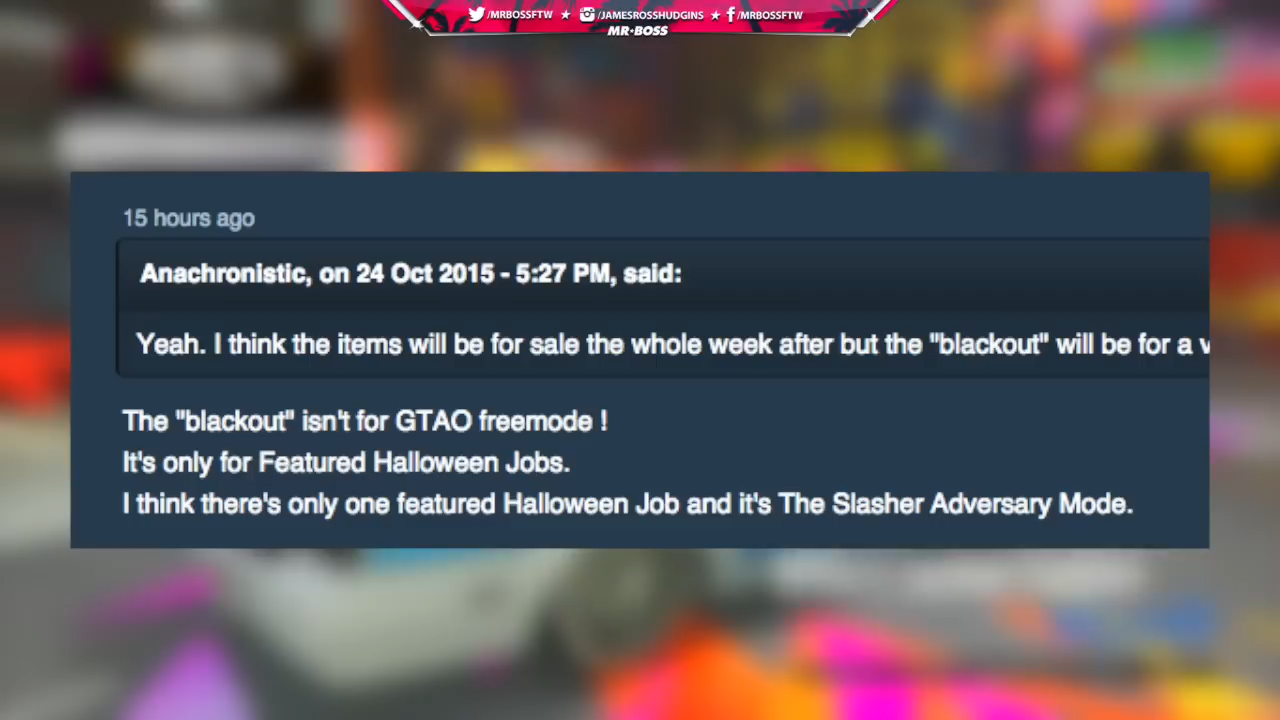 /MRBOSSFTW ★ /JAMESROSSHUDGINS ★ /MRBOSSFTW
MR•BOSS
15 hours ago
Anachronistic, on 24 Oct 2015 - 5:27 PM, said:
Yeah. I think the items will be for sale the whole week after but the "blackout" will be for a v
The "blackout" isn't for GTAO freemode !
It's only for Featured Halloween Jobs.
I think there's only one featured Halloween Job and it's The Slasher Adversary Mode.